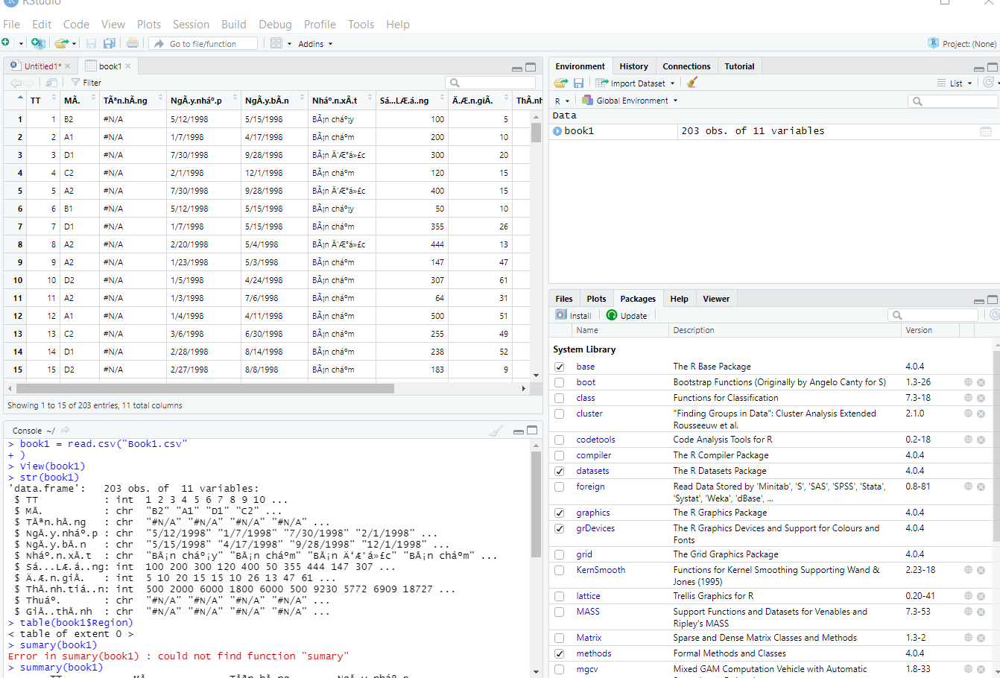 RStudio
File Edit Code View Plots Session Build Debug Profile Tools Help
Go to file/function Addins Project: (None)
Untitled1* book1
Filter
TT MÃ. TÃªn.hÃ.ng NgÃ.y.nháº.p NgÃ.y.bÃ.n Nháº.n.xÃ.t Sá...LÆ.á..ng Ä.Æ.n.giÃ. ThÃ.nh
1 1 B2 #N/A 5/12/1998 5/15/1998 BÃ¡n cháº¡y 100 5
2 2 A1 #N/A 1/7/1998 4/17/1998 BÃ¡n cháº­m 200 10
3 3 D1 #N/A 7/30/1998 9/28/1998 BÃ¡n Ä‘Æ°á»£c 300 20
4 4 C2 #N/A 2/1/1998 12/1/1998 BÃ¡n cháº­m 120 15
5 5 A2 #N/A 7/30/1998 9/28/1998 BÃ¡n Ä‘Æ°á»£c 400 15
6 6 B1 #N/A 5/12/1998 5/15/1998 BÃ¡n cháº¡y 50 10
7 7 D1 #N/A 1/7/1998 5/15/1998 BÃ¡n cháº­m 355 26
8 8 A2 #N/A 2/20/1998 5/4/1998 BÃ¡n Ä‘Æ°á»£c 444 13
9 9 A2 #N/A 1/23/1998 5/3/1998 BÃ¡n cháº­m 147 47
10 10 D2 #N/A 1/5/1998 4/24/1998 BÃ¡n cháº­m 307 61
11 11 A2 #N/A 1/3/1998 7/6/1998 BÃ¡n cháº­m 64 31
12 12 A1 #N/A 1/4/1998 4/11/1998 BÃ¡n cháº­m 500 51
13 13 C2 #N/A 3/6/1998 6/30/1998 BÃ¡n cháº­m 255 49
14 14 D1 #N/A 2/28/1998 8/14/1998 BÃ¡n cháº­m 238 52
15 15 D2 #N/A 2/27/1998 8/8/1998 BÃ¡n cháº­m 183 9
Showing 1 to 15 of 203 entries, 11 total columns
Console ~/
> book1 = read.csv("Book1.csv"
+ )
> View(book1)
> str(book1)
'data.frame': 203 obs. of 11 variables:
$ TT : int 1 2 3 4 5 6 7 8 9 10 ...
$ MÃ. : chr "B2" "A1" "D1" "C2" ...
$ TÃªn.hÃ.ng : chr "#N/A" "#N/A" "#N/A" "#N/A" ...
$ NgÃ.y.nháº.p : chr "5/12/1998" "1/7/1998" "7/30/1998" "2/1/1998" ...
$ NgÃ.y.bÃ.n : chr "5/15/1998" "4/17/1998" "9/28/1998" "12/1/1998" ...
$ Nháº.n.xÃ.t : chr "BÃ¡n cháº¡y" "BÃ¡n cháº­m" "BÃ¡n Ä‘Æ°á»£c" "BÃ¡n cháº­m" ...
$ Sá...LÆ.á..ng: int 100 200 300 120 400 50 355 444 147 307 ...
$ Ä.Æ.n.giÃ. : int 5 10 20 15 15 10 26 13 47 61 ...
$ ThÃ.nh.tiá..n: int 500 2000 6000 1800 6000 500 9230 5772 6909 18727 ...
$ Thuáº. : chr "#N/A" "#N/A" "#N/A" "#N/A" ...
$ GiÃ..thÃ.nh : chr "#N/A" "#N/A" "#N/A" "#N/A" ...
> table(book1$Region)
< table of extent 0 >
> sumary(book1)
Error in sumary(book1) : could not find function "sumary"
> summary(book1)
TT MÃ. TÃªn.hÃ.ng NgÃ.y.nháº.p
Environment History Connections Tutorial
Import Dataset List
R Global Environment
Data
book1 203 obs. of 11 variables
Files Plots Packages Help Viewer
Install Update
Name Description Version
System Library
base The R Base Package 4.0.4
boot Bootstrap Functions (Originally by Angelo Canty for S) 1.3-26
class Functions for Classification 7.3-18
cluster "Finding Groups in Data": Cluster Analysis Extended 2.1.0
Rousseeuw et al.
codetools Code Analysis Tools for R 0.2-18
compiler The R Compiler Package 4.0.4
datasets The R Datasets Package 4.0.4
foreign Read Data Stored by 'Minitab', 'S', 'SAS', 'SPSS', 'Stata', 0.8-81
'Systat', 'Weka', 'dBase', ...
graphics The R Graphics Package 4.0.4
grDevices The R Graphics Devices and Support for Colours and 4.0.4
Fonts
grid The Grid Graphics Package 4.0.4
KernSmooth Functions for Kernel Smoothing Supporting Wand & 2.23-18
Jones (1995)
lattice Trellis Graphics for R 0.20-41
MASS Support Functions and Datasets for Venables and 7.3-53
Ripley's MASS
Matrix Sparse and Dense Matrix Classes and Methods 1.3-2
methods Formal Methods and Classes 4.0.4
mgcv Mixed GAM Computation Vehicle with Automatic 1.8-33